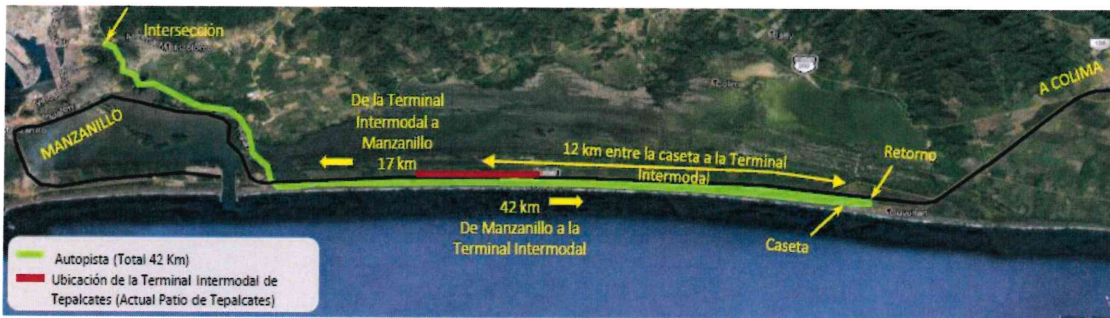 Intersección
A COLIMA
MANZANILLO
De la Terminal
Intermodal a
Manzanillo
17 km
12 km entre la caseta a la Terminal
Intermodal
Retorno
42 km
De Manzanillo a la
Terminal Intermodal
Caseta
Autopista (Total 42 Km)
Ubicación de la Terminal Intermodal de
Tepalcates (Actual Patio de Tepalcates)